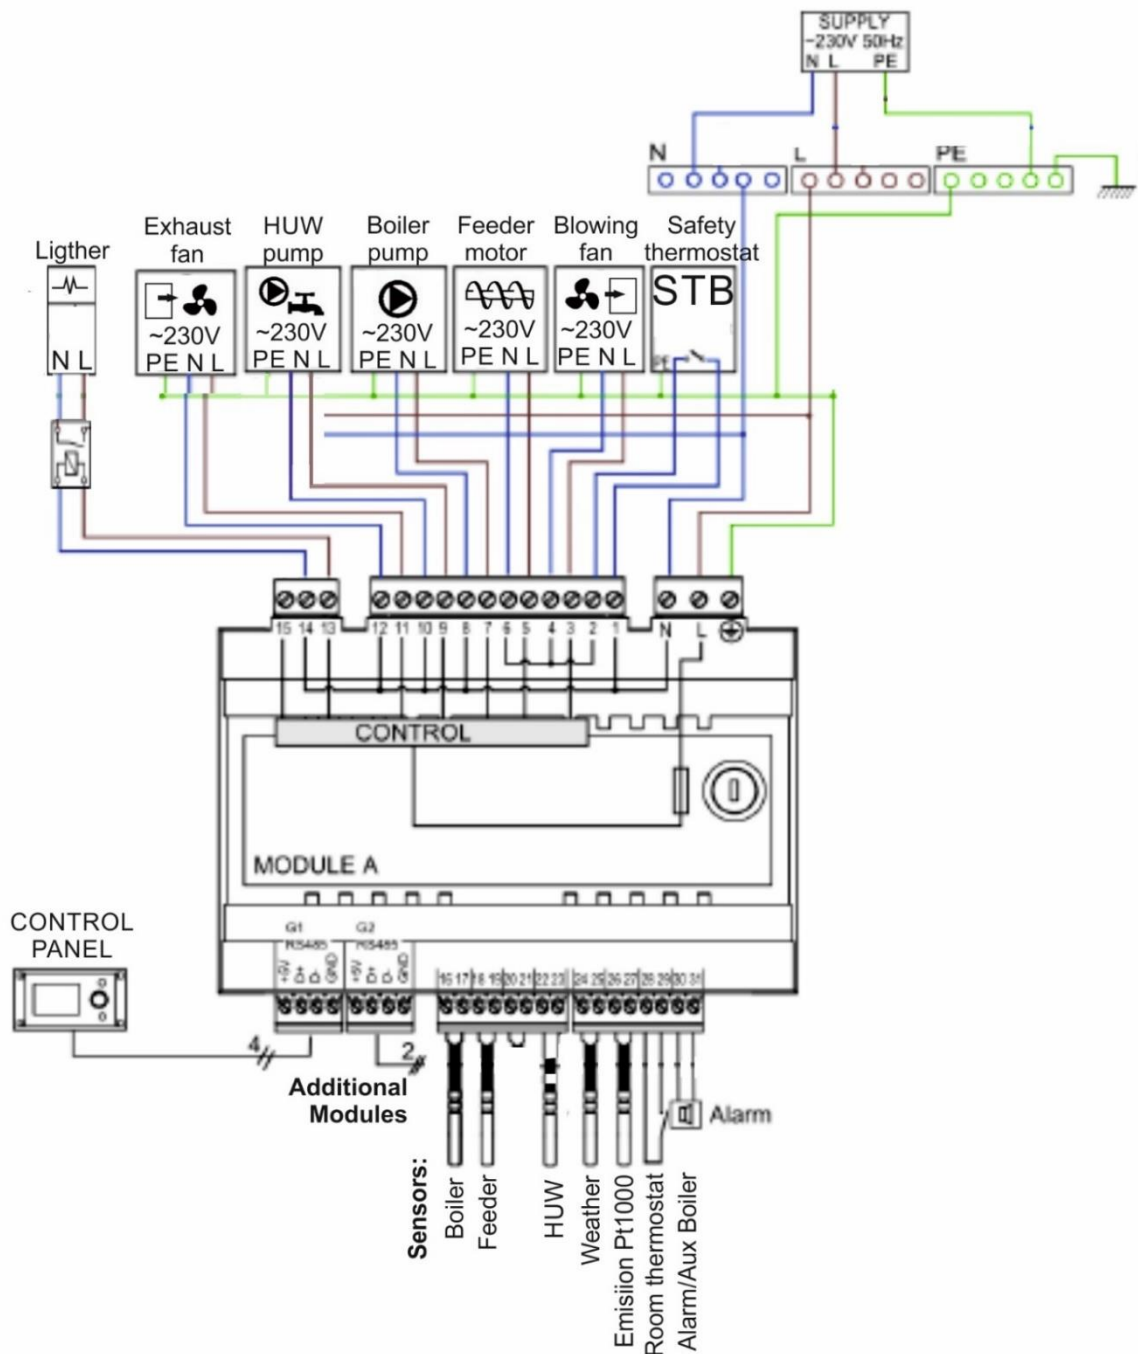 SUPPLY
~230V 50Hz
N L PE
N L PE
Ligther
Exhaust
fan
HUW
pump
Boiler
pump
Feeder
motor
Blowing
fan
Safety
thermostat
STB
~230V
~230V
~230V
~230V
~230V
N L
PE N L
PE N L
PE N L
PE N L
PE N L
PE
15 14 13 12 11 10 9 8 7 6 5 4 3 2 1 N L
CONTROL
MODULE A
CONTROL
PANEL
G1
RS485
G2
RS485
+5V D+ D- GND
+5V D+ D- GND
16 17 18 19 20 21 22 23 24 25 26 27 28 29 30 31
4
2
Additional
Modules
Alarm
Sensors:
Boiler
Feeder
HUW
Weather
Emisiion Pt1000
Room thermostat
Alarm/Aux Boiler